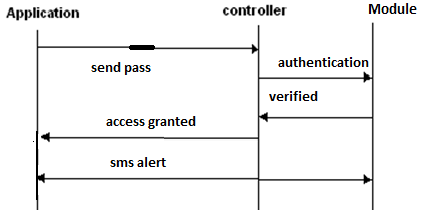 Application controller Module
send pass
authentication
verified
access granted
sms alert